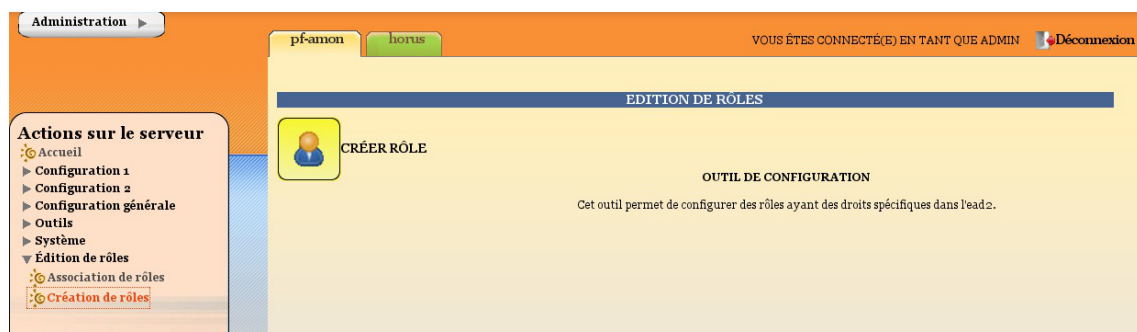 Administration
pf-amon
horus
VOUS ÊTES CONNECTÉ(E) EN TANT QUE ADMIN
Déconnexion
EDITION DE RÔLES
Actions sur le serveur
Accueil
Configuration 1
Configuration 2
Configuration générale
Outils
Système
Édition de rôles
Association de rôles
Création de rôles
CRÉER RÔLE
OUTIL DE CONFIGURATION
Cet outil permet de configurer des rôles ayant des droits spécifiques dans l'ead2.